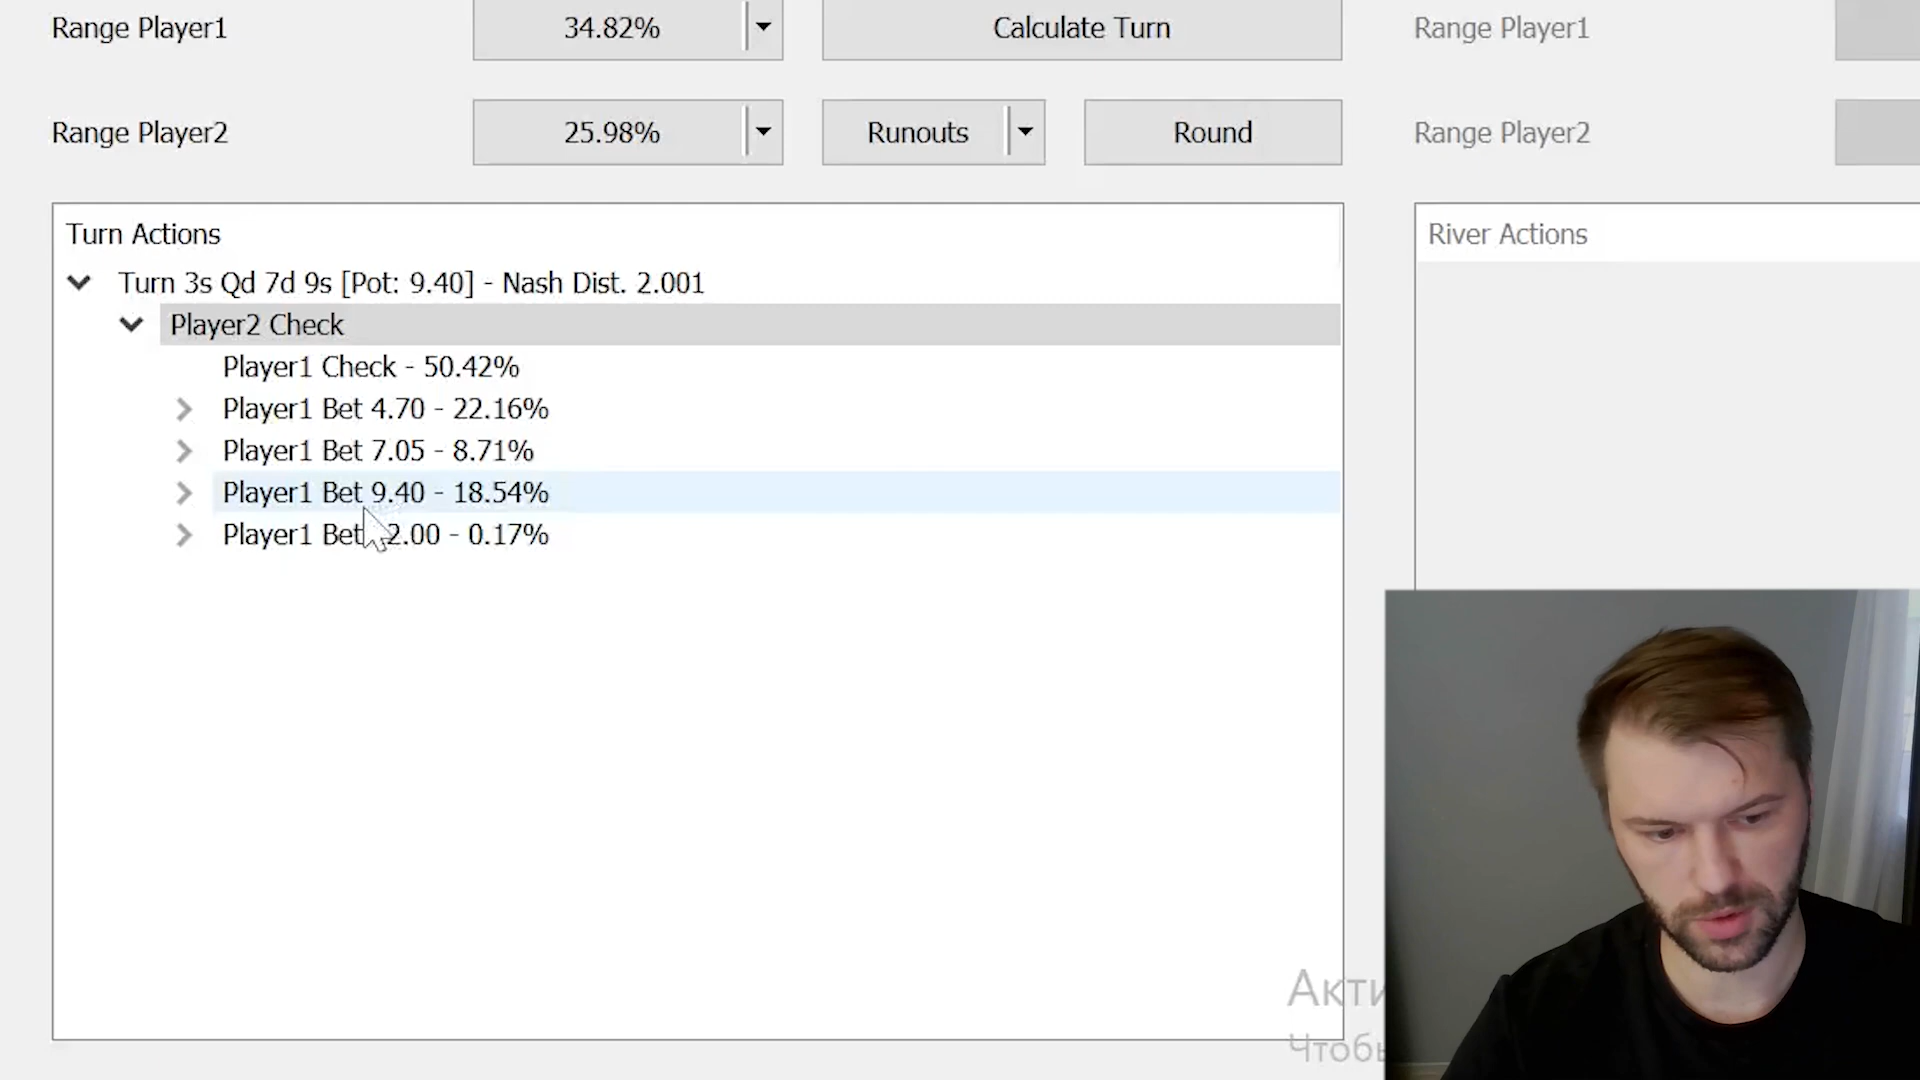 Range Player1 34.82% Calculate Turn Range Player1
Range Player2 25.98% Runouts Round Range Player2
Turn Actions
River Actions
Turn 3s Qd 7d 9s [Pot: 9.40] - Nash Dist. 2.001
Player2 Check
Player1 Check - 50.42%
Player1 Bet 4.70 - 22.16%
Player1 Bet 7.05 - 8.71%
Player1 Bet 9.40 - 18.54%
Player1 Bet 2.00 - 0.17%